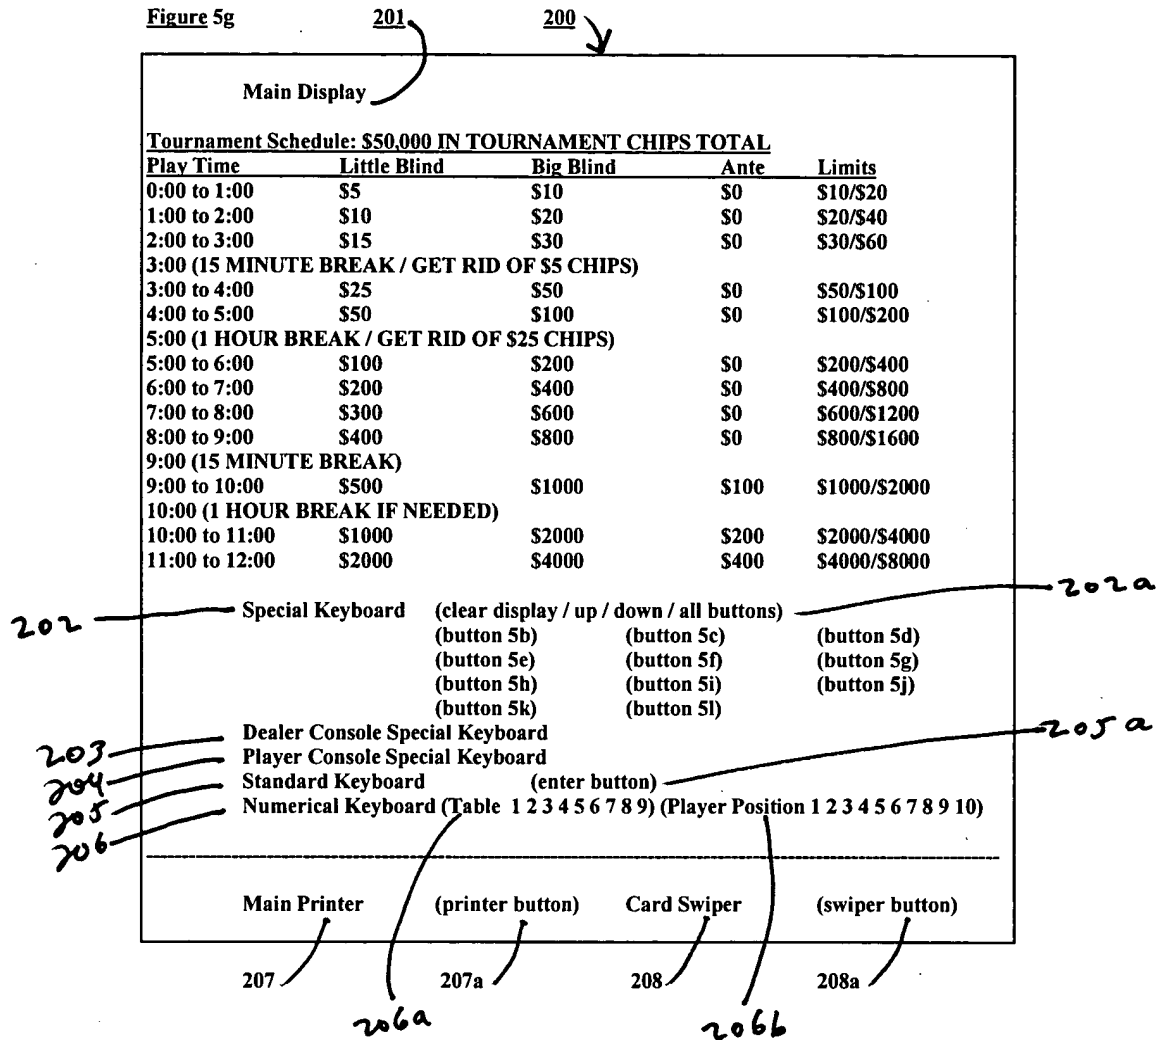 Figure 5g 201 200
Main Display
Tournament Schedule: $50,000 IN TOURNAMENT CHIPS TOTAL
Play Time Little Blind Big Blind Ante Limits
0:00 to 1:00 $5 $10 $0 $10/$20
1:00 to 2:00 $10 $20 $0 $20/$40
2:00 to 3:00 $15 $30 $0 $30/$60
3:00 (15 MINUTE BREAK / GET RID OF $5 CHIPS)
3:00 to 4:00 $25 $50 $0 $50/$100
4:00 to 5:00 $50 $100 $0 $100/$200
5:00 (1 HOUR BREAK / GET RID OF $25 CHIPS)
5:00 to 6:00 $100 $200 $0 $200/$400
6:00 to 7:00 $200 $400 $0 $400/$800
7:00 to 8:00 $300 $600 $0 $600/$1200
8:00 to 9:00 $400 $800 $0 $800/$1600
9:00 (15 MINUTE BREAK)
9:00 to 10:00 $500 $1000 $100 $1000/$2000
10:00 (1 HOUR BREAK IF NEEDED)
10:00 to 11:00 $1000 $2000 $200 $2000/$4000
11:00 to 12:00 $2000 $4000 $400 $4000/$8000
202 Special Keyboard (clear display / up / down / all buttons) 202a
(button 5b) (button 5c) (button 5d)
(button 5e) (button 5f) (button 5g)
(button 5h) (button 5i) (button 5j)
(button 5k) (button 5l)
203 Dealer Console Special Keyboard 205a
204 Player Console Special Keyboard
205 Standard Keyboard (enter button)
206 Numerical Keyboard (Table 1 2 3 4 5 6 7 8 9) (Player Position 1 2 3 4 5 6 7 8 9 10)
Main Printer (printer button) Card Swiper (swiper button)
207 207a 208 208a
206a 206b